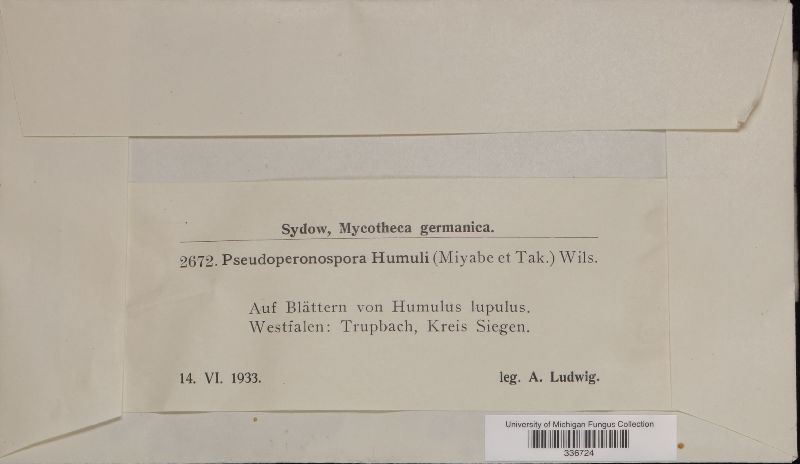 Sydow, Mycotheca germanica.
2672. Pseudoperonospora Humuli (Miyabe et Tak.) Wils.
Auf Blättern von Humulus lupulus.
Westfalen: Trupbach, Kreis Siegen.
14. VI. 1933. leg. A. Ludwig.
University of Michigan Fungus Collection
336724